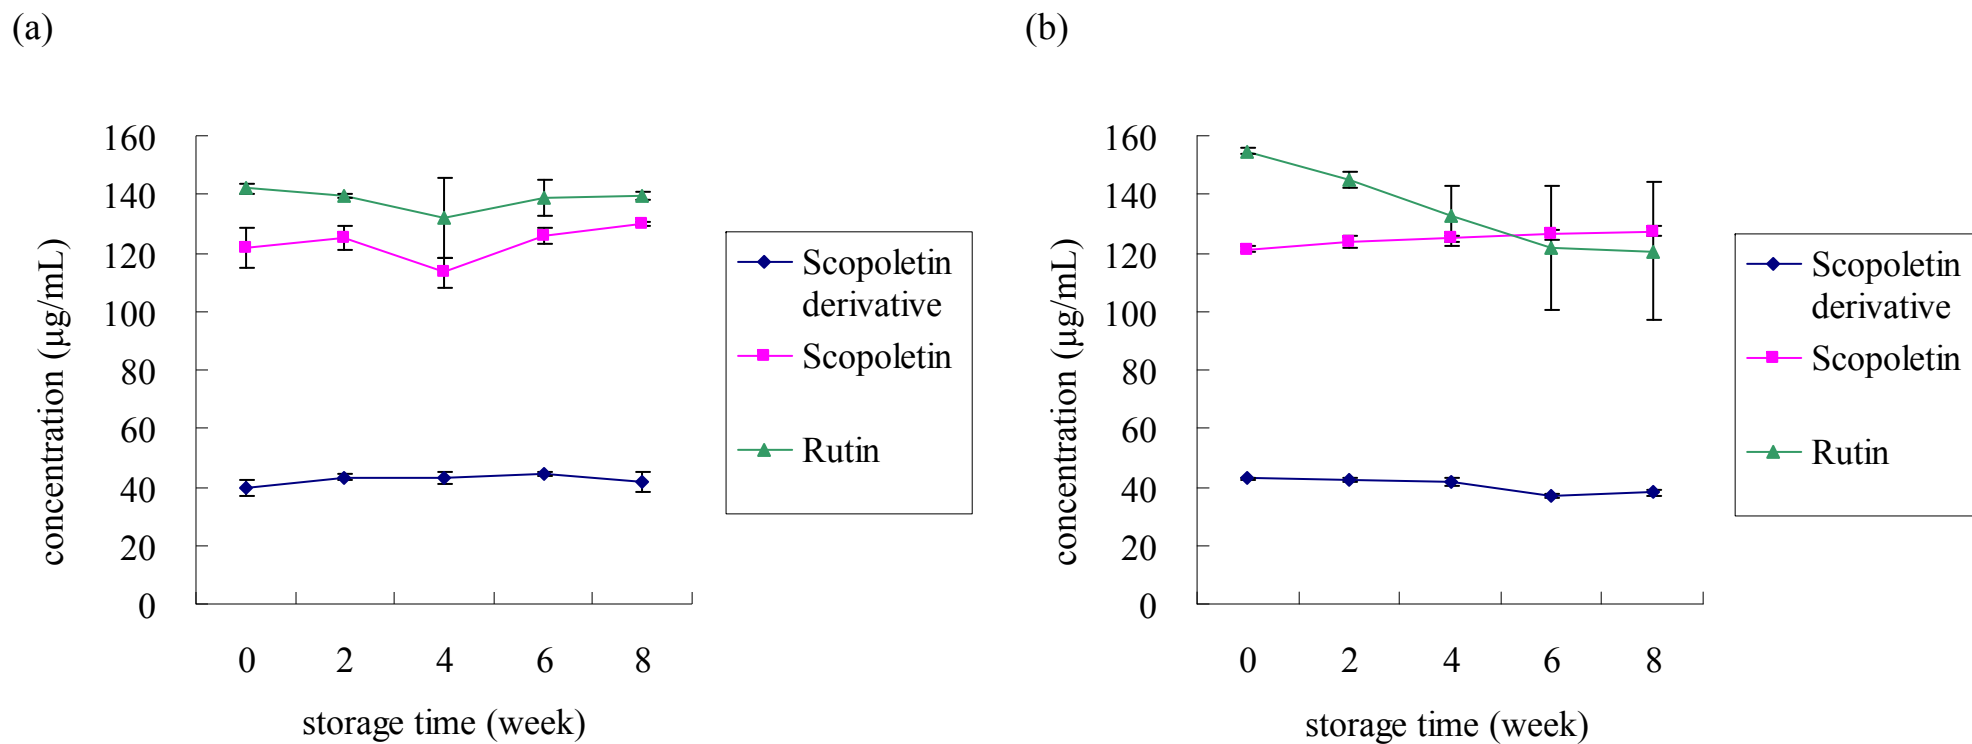 (a)
concentration (µg/mL)
160
140
120
100
80
60
40
20
0
0 2 4 6 8
storage time (week)
Scopoletin
derivative
Scopoletin
Rutin
(b)
concentration (µg/mL)
160
140
120
100
80
60
40
20
0
0 2 4 6 8
storage time (week)
Scopoletin
derivative
Scopoletin
Rutin